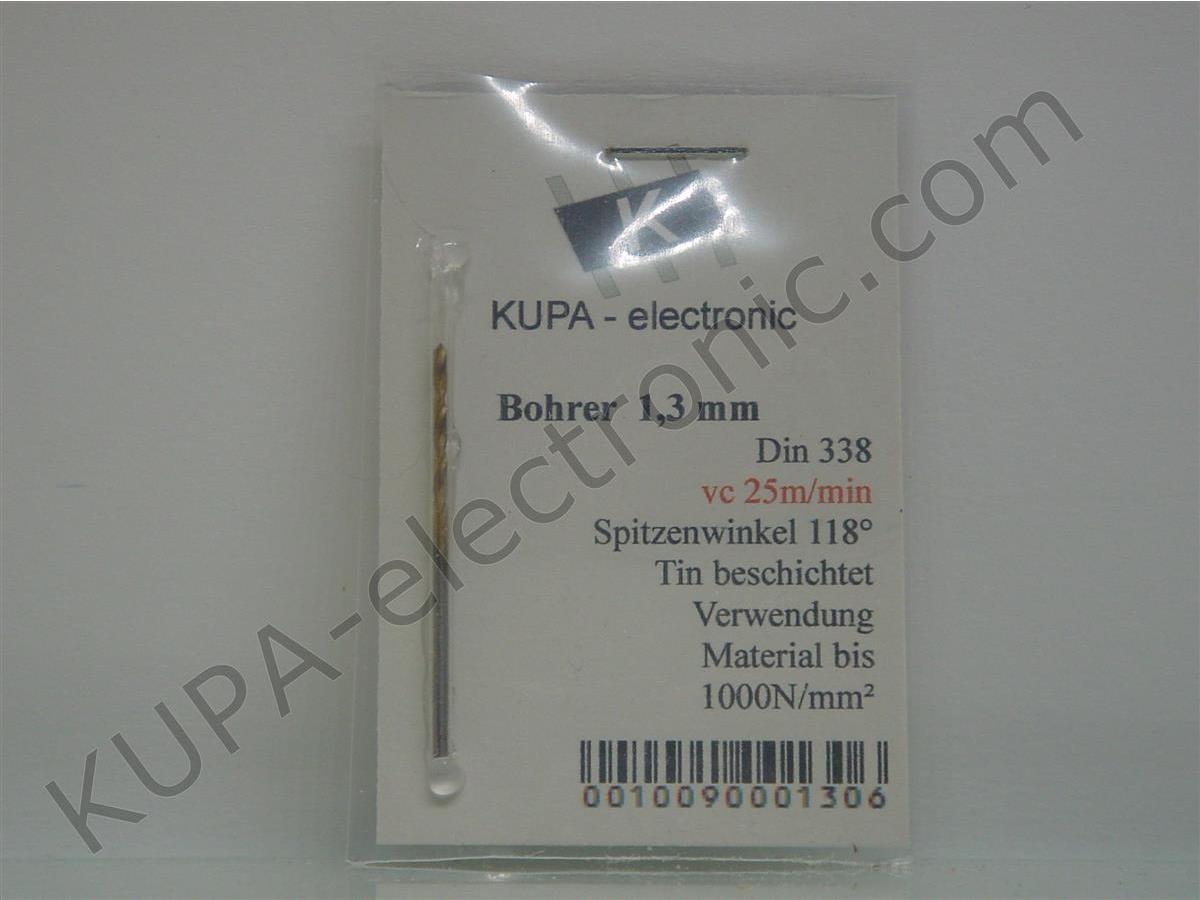 K
KUPA - electronic
Bohrer 1,3 mm
Din 338
vc 25m/min
Spitzenwinkel 118°
Tin beschichtet
Verwendung
Material bis
1000N/mm²
0010090001306
KUPA-electronic.com